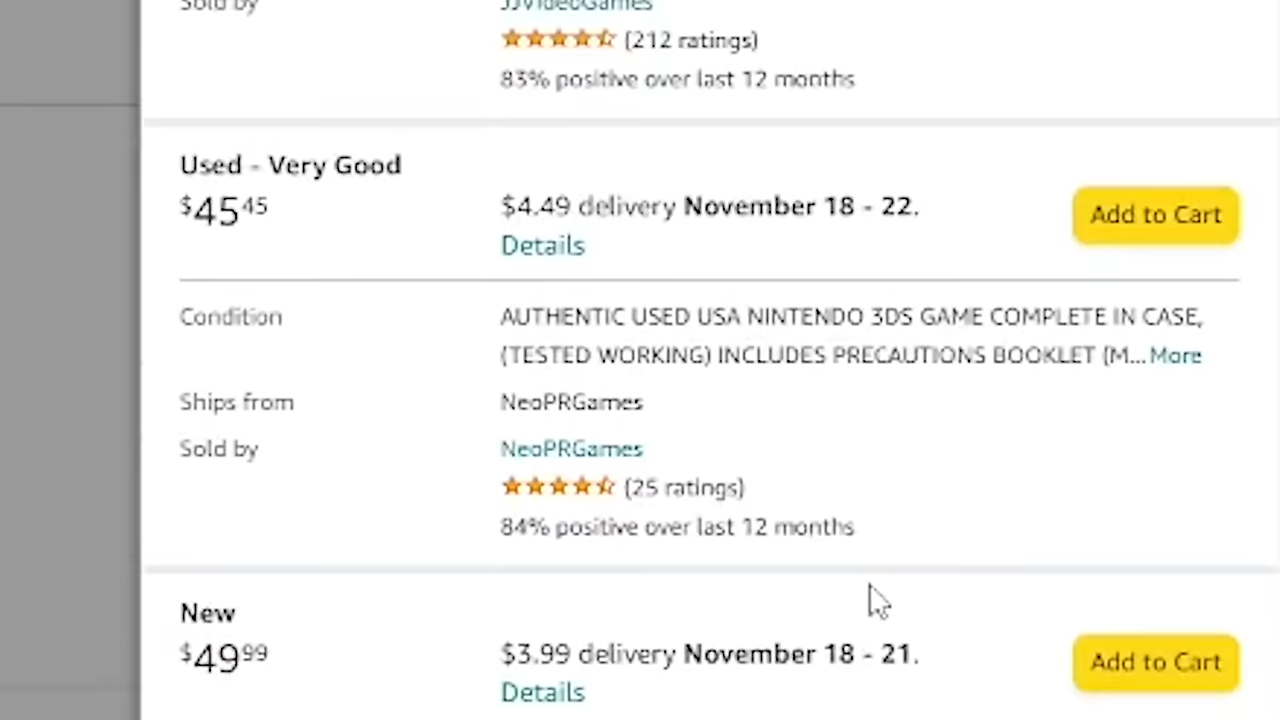 Sold by JJVideoGames
(212 ratings)
83% positive over last 12 months
Used - Very Good
$45 45 $4.49 delivery November 18 - 22. Add to Cart
Details
Condition AUTHENTIC USED USA NINTENDO 3DS GAME COMPLETE IN CASE,
(TESTED WORKING) INCLUDES PRECAUTIONS BOOKLET (M... More
Ships from NeoPRGames
Sold by NeoPRGames
(25 ratings)
84% positive over last 12 months
New
$49 99 $3.99 delivery November 18 - 21. Add to Cart
Details